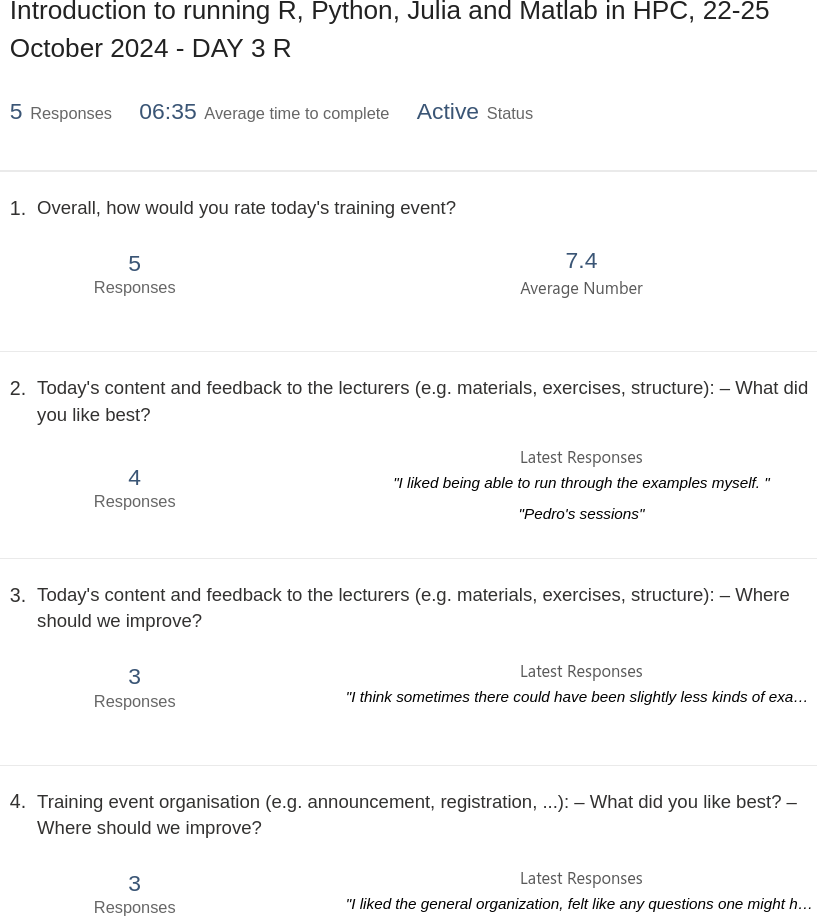 Introduction to running R, Python, Julia and Matlab in HPC, 22-25
October 2024 - DAY 3 R
5 Responses 06:35 Average time to complete Active Status
1. Overall, how would you rate today's training event?
5
Responses
7.4
Average Number
2. Today's content and feedback to the lecturers (e.g. materials, exercises, structure): – What did
you like best?
4
Responses
Latest Responses
"I liked being able to run through the examples myself. "
"Pedro's sessions"
3. Today's content and feedback to the lecturers (e.g. materials, exercises, structure): – Where
should we improve?
3
Responses
Latest Responses
"I think sometimes there could have been slightly less kinds of exa…
4. Training event organisation (e.g. announcement, registration, ...): – What did you like best? –
Where should we improve?
3
Responses
Latest Responses
"I liked the general organization, felt like any questions one might h…